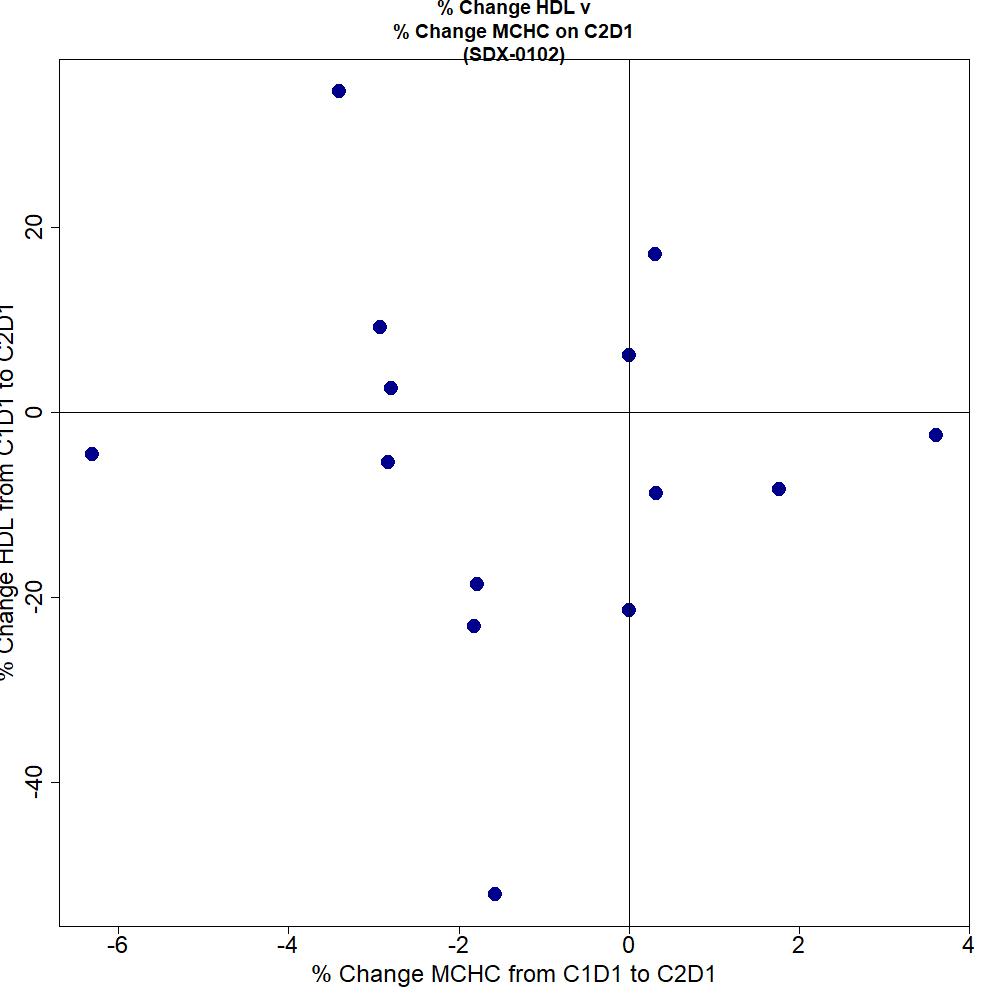 % Change HDL v
% Change MCHC on C2D1
(SDX-0102)
% Change HDL from C1D1 to C2D1
20
0
-20
-40
-6
-4
-2
0
2
4
% Change MCHC from C1D1 to C2D1